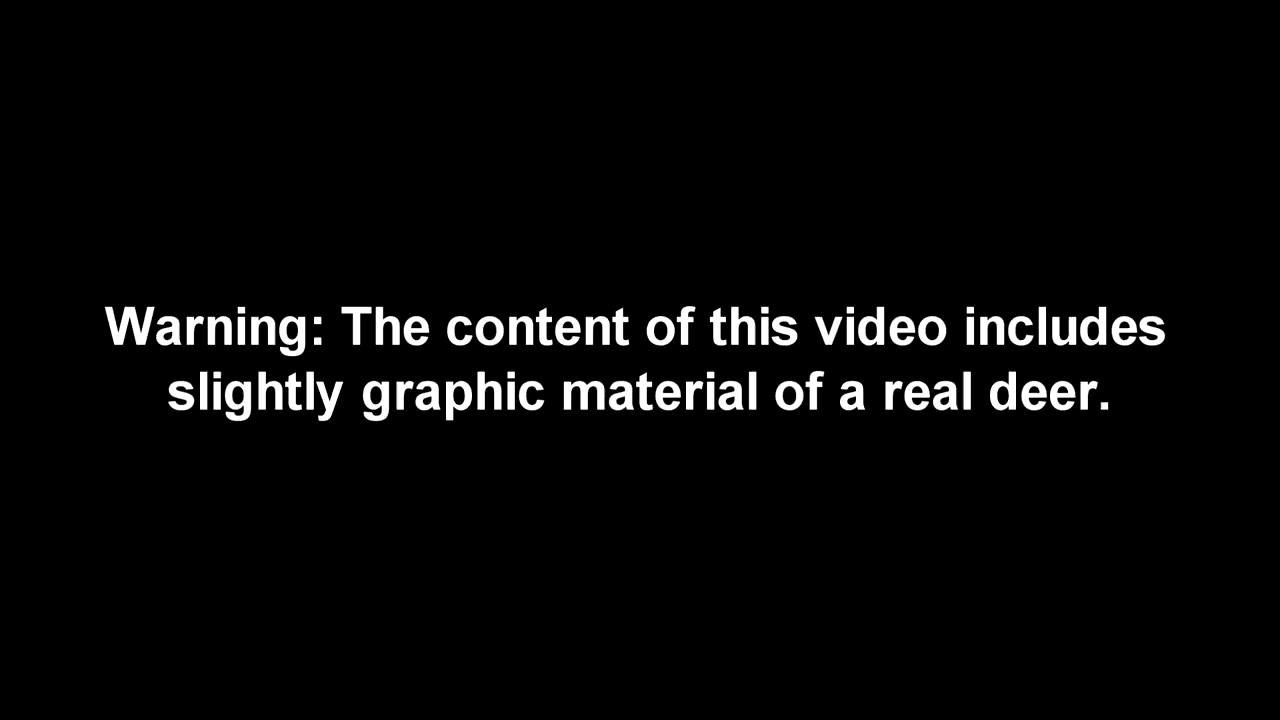 Warning: The content of this video includes
slightly graphic material of a real deer.